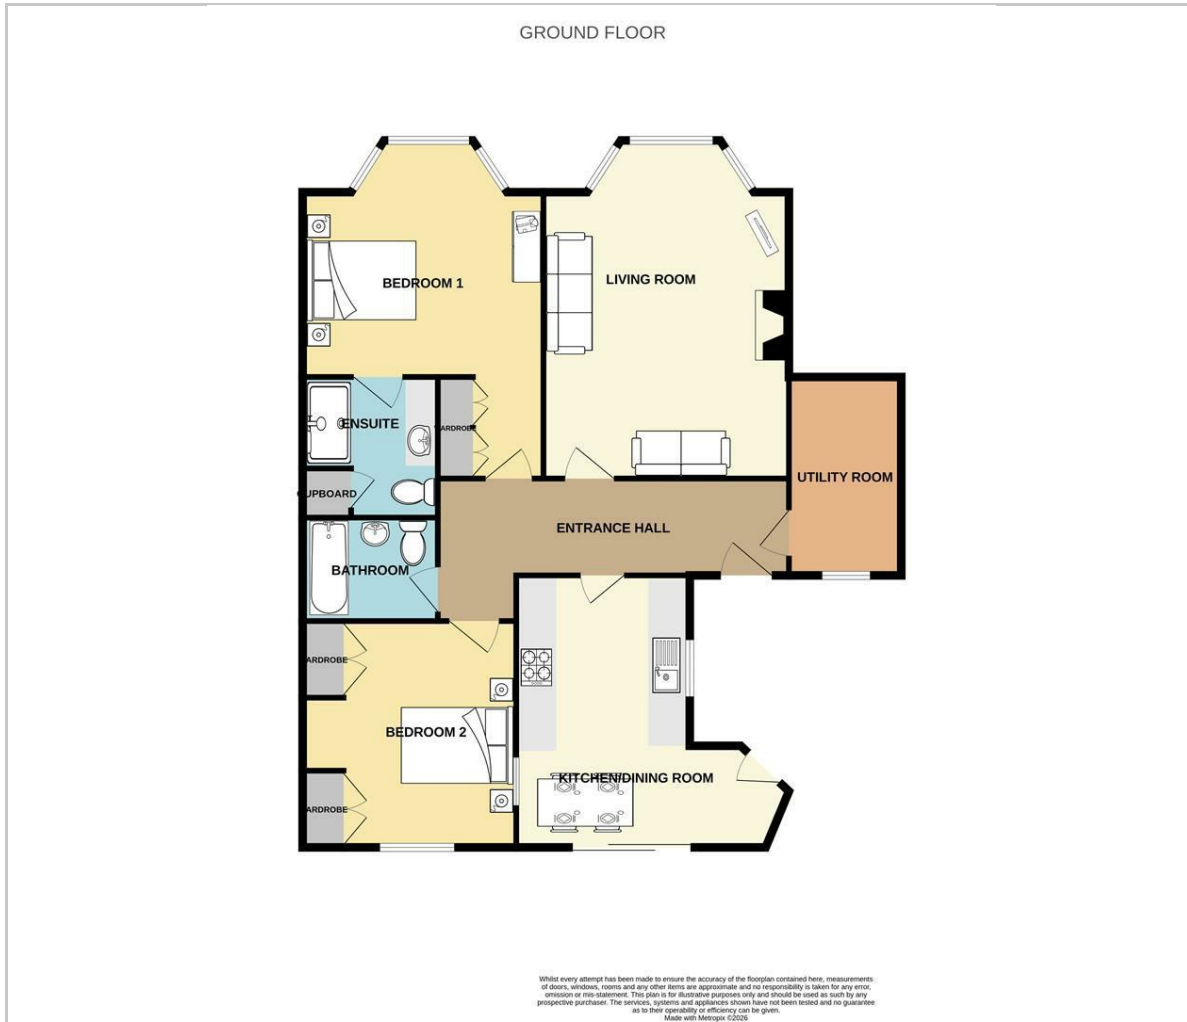 GROUND FLOOR
BEDROOM 1
LIVING ROOM
ENSUITE
ARDROBE
UTILITY ROOM
UPBOARD
ENTRANCE HALL
BATHROOM
ARDROBE
BEDROOM 2
KITCHEN/DINING ROOM
ARDROBE
Whilst every attempt has been made to ensure the accuracy of the floorplan contained here, measurements
of doors, windows, rooms and any other items are approximate and no responsibility is taken for any error,
omission or mis-statement. This plan is for illustrative purposes only and should be used as such by any
prospective purchaser. The services, systems and appliances shown have not been tested and no guarantee
as to their operability or efficiency can be given.
Made with Metropix ©2026